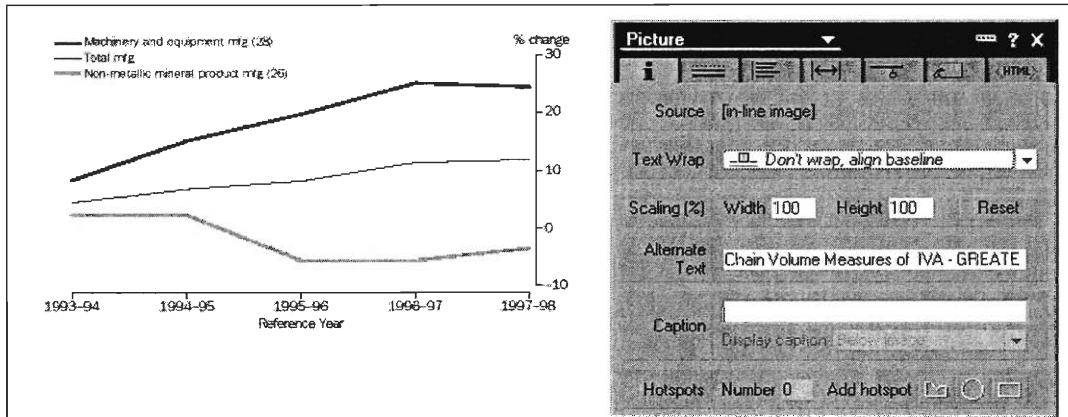 Machinery and equipment mfg (28)
Total mfg
Non-metallic mineral product mfg (26)
% change
30
20
10
0
−10
1993–94
1994–95
1995–96
1996–97
1997–98
Reference Year
Picture
? X
i
<HTML>
Source [in-line image]
Text Wrap Don't wrap, align baseline
Scaling (%) Width 100 Height 100 Reset
Alternate
Text Chain Volume Measures of IVA - GREATE
Caption
Display caption Below image
Hotspots Number 0 Add hotspot